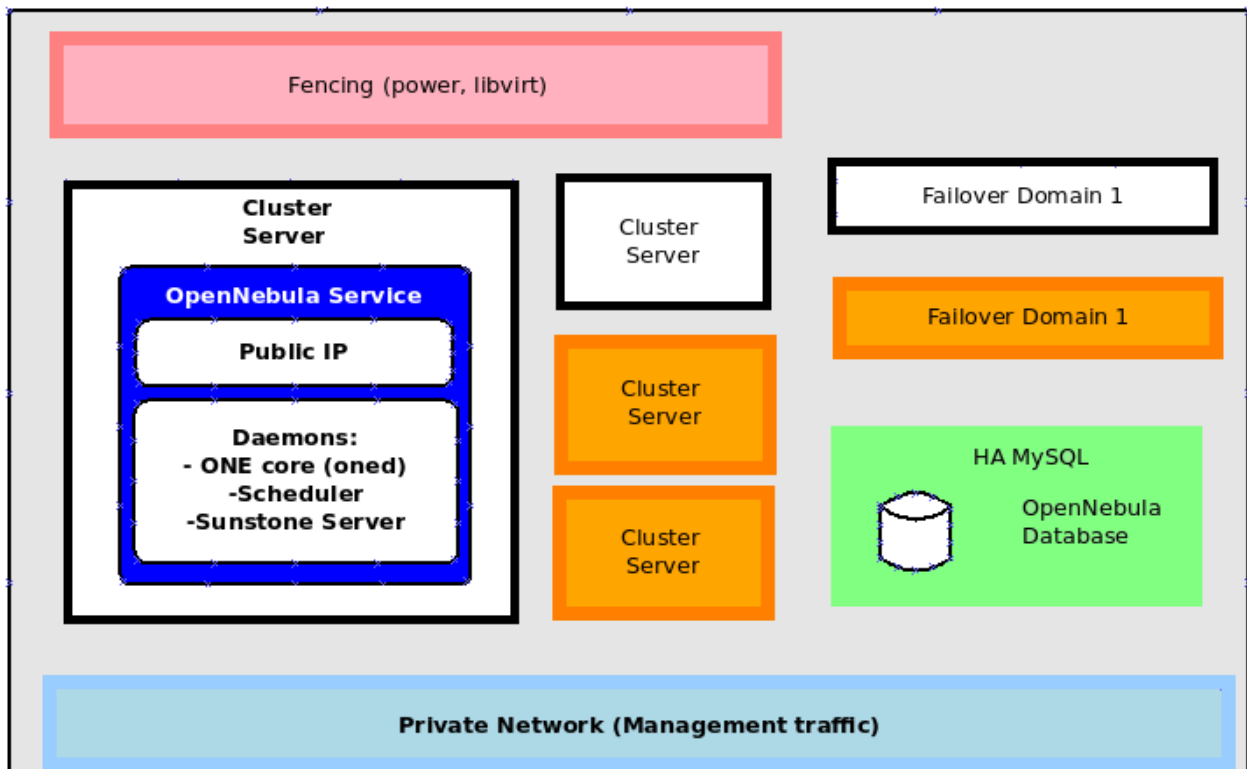 Fencing (power, libvirt)
Cluster
Server
OpenNebula Service
Public IP
Daemons:
- ONE core (oned)
-Scheduler
-Sunstone Server
Cluster
Server
Cluster
Server
Cluster
Server
Failover Domain 1
Failover Domain 1
HA MySQL
OpenNebula
Database
Private Network (Management traffic)